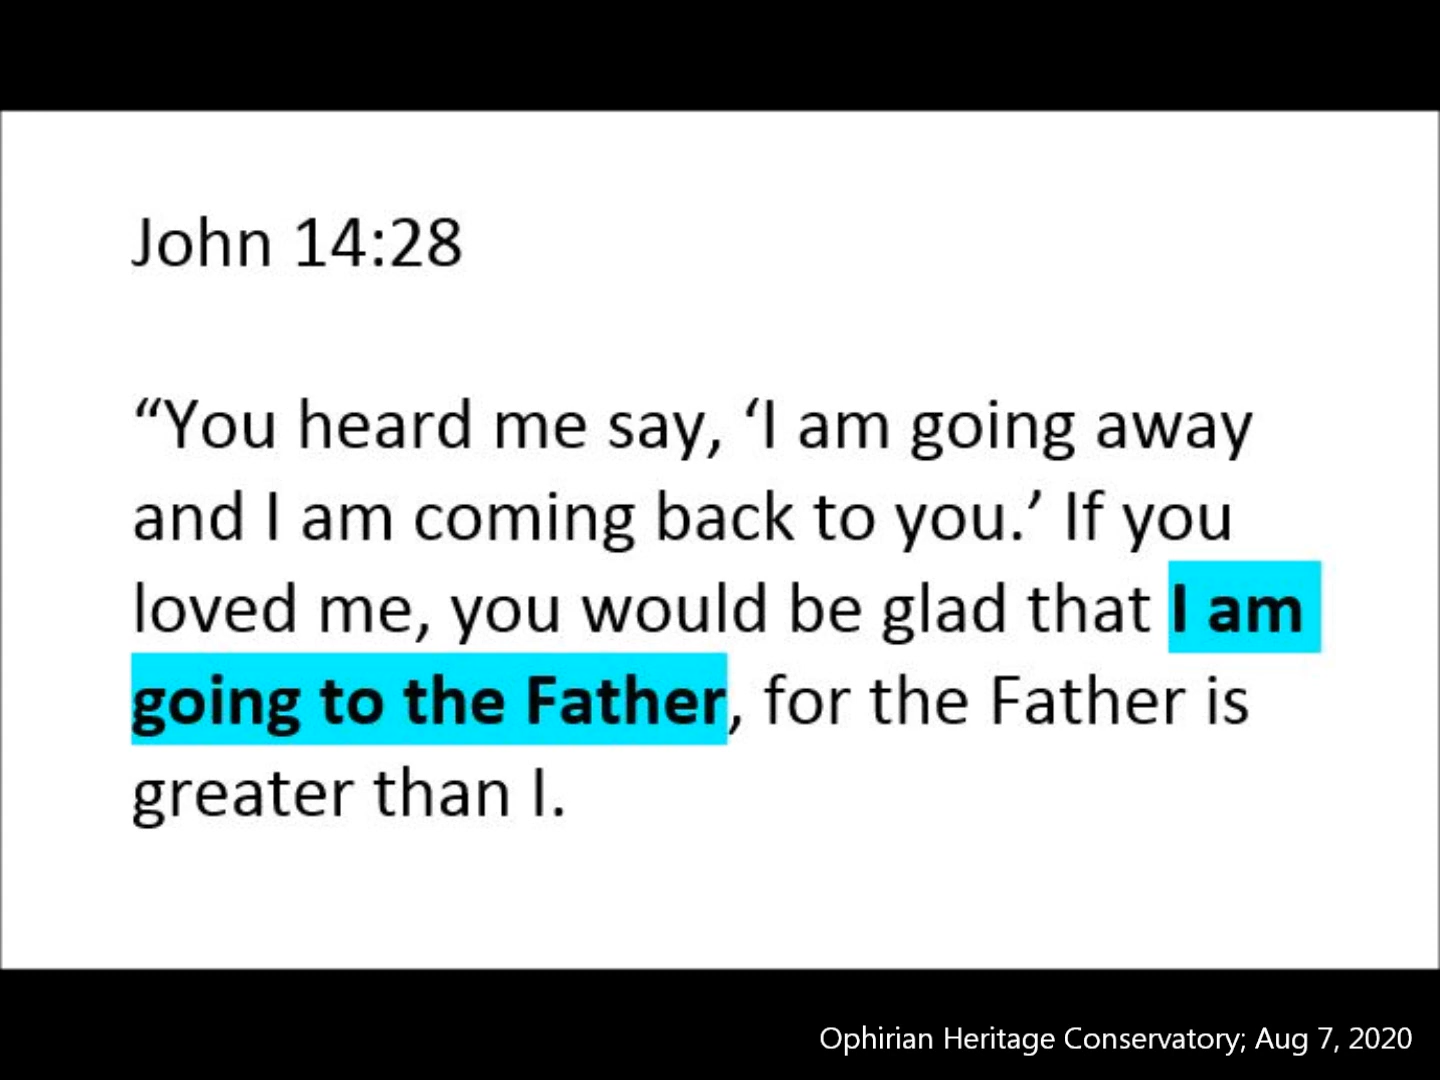 John 14:28
“You heard me say, ‘I am going away
and I am coming back to you.’ If you
loved me, you would be glad that I am
going to the Father, for the Father is
greater than I.
Ophirian Heritage Conservatory; Aug 7, 2020